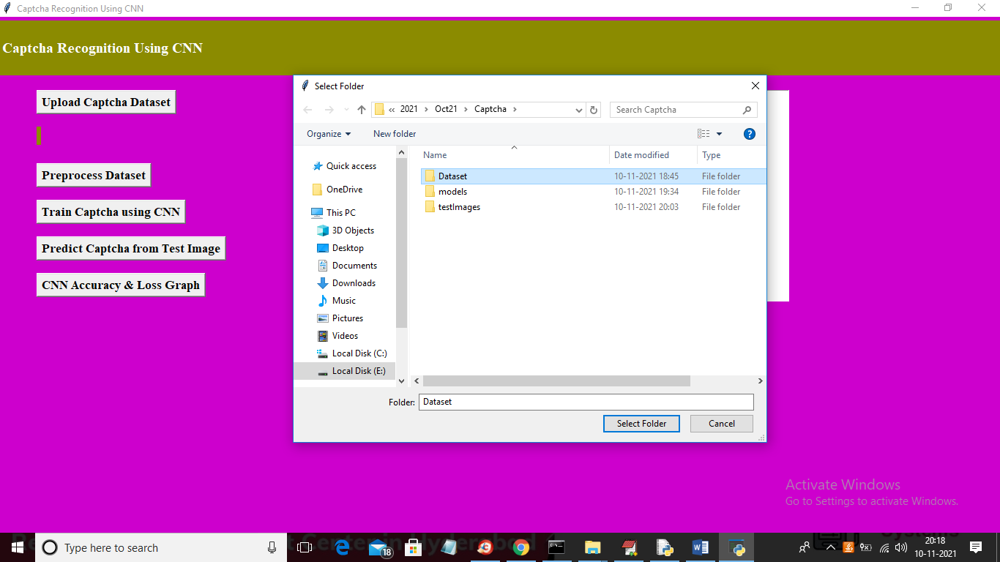 Captcha Recognition Using CNN
Captcha Recognition Using CNN
Upload Captcha Dataset
Preprocess Dataset
Train Captcha using CNN
Predict Captcha from Test Image
CNN Accuracy & Loss Graph
Select Folder
« 2021 > Oct21 > Captcha >
Search Captcha
Organize
New folder
?
Quick access
OneDrive
This PC
3D Objects
Desktop
Documents
Downloads
Music
Pictures
Videos
Local Disk (C:)
Local Disk (E:)
Name Date modified Type
Dataset 10-11-2021 18:45 File folder
models 10-11-2021 19:34 File folder
testImages 10-11-2021 20:03 File folder
Folder: Dataset
Select Folder
Cancel
Activate Windows
Go to Settings to activate Windows.
Type here to search
18
20:18
10-11-2021